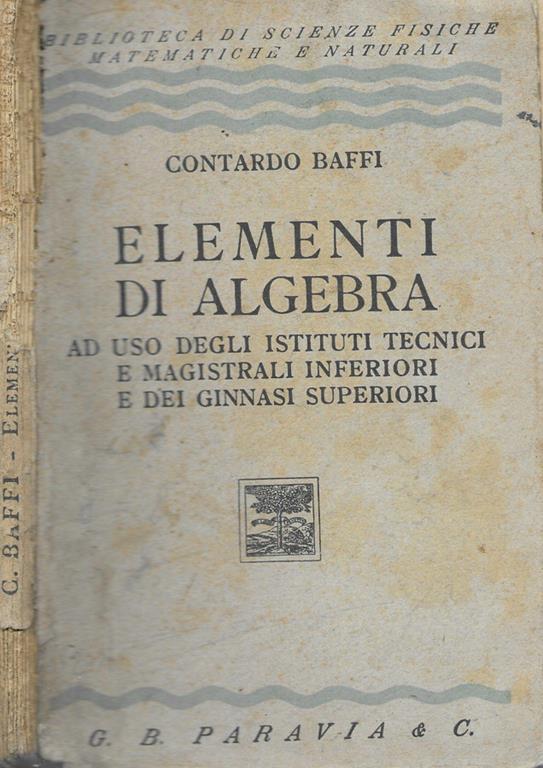 BIBLIOTECA DI SCIENZE FISICHE
MATEMATICHE E NATURALI
CONTARDO BAFFI
ELEMENTI
DI ALGEBRA
AD USO DEGLI ISTITUTI TECNICI
E MAGISTRALI INFERIORI
E DEI GINNASI SUPERIORI
G. B. PARAVIA & C.
C. BAFFI - ELEMEN